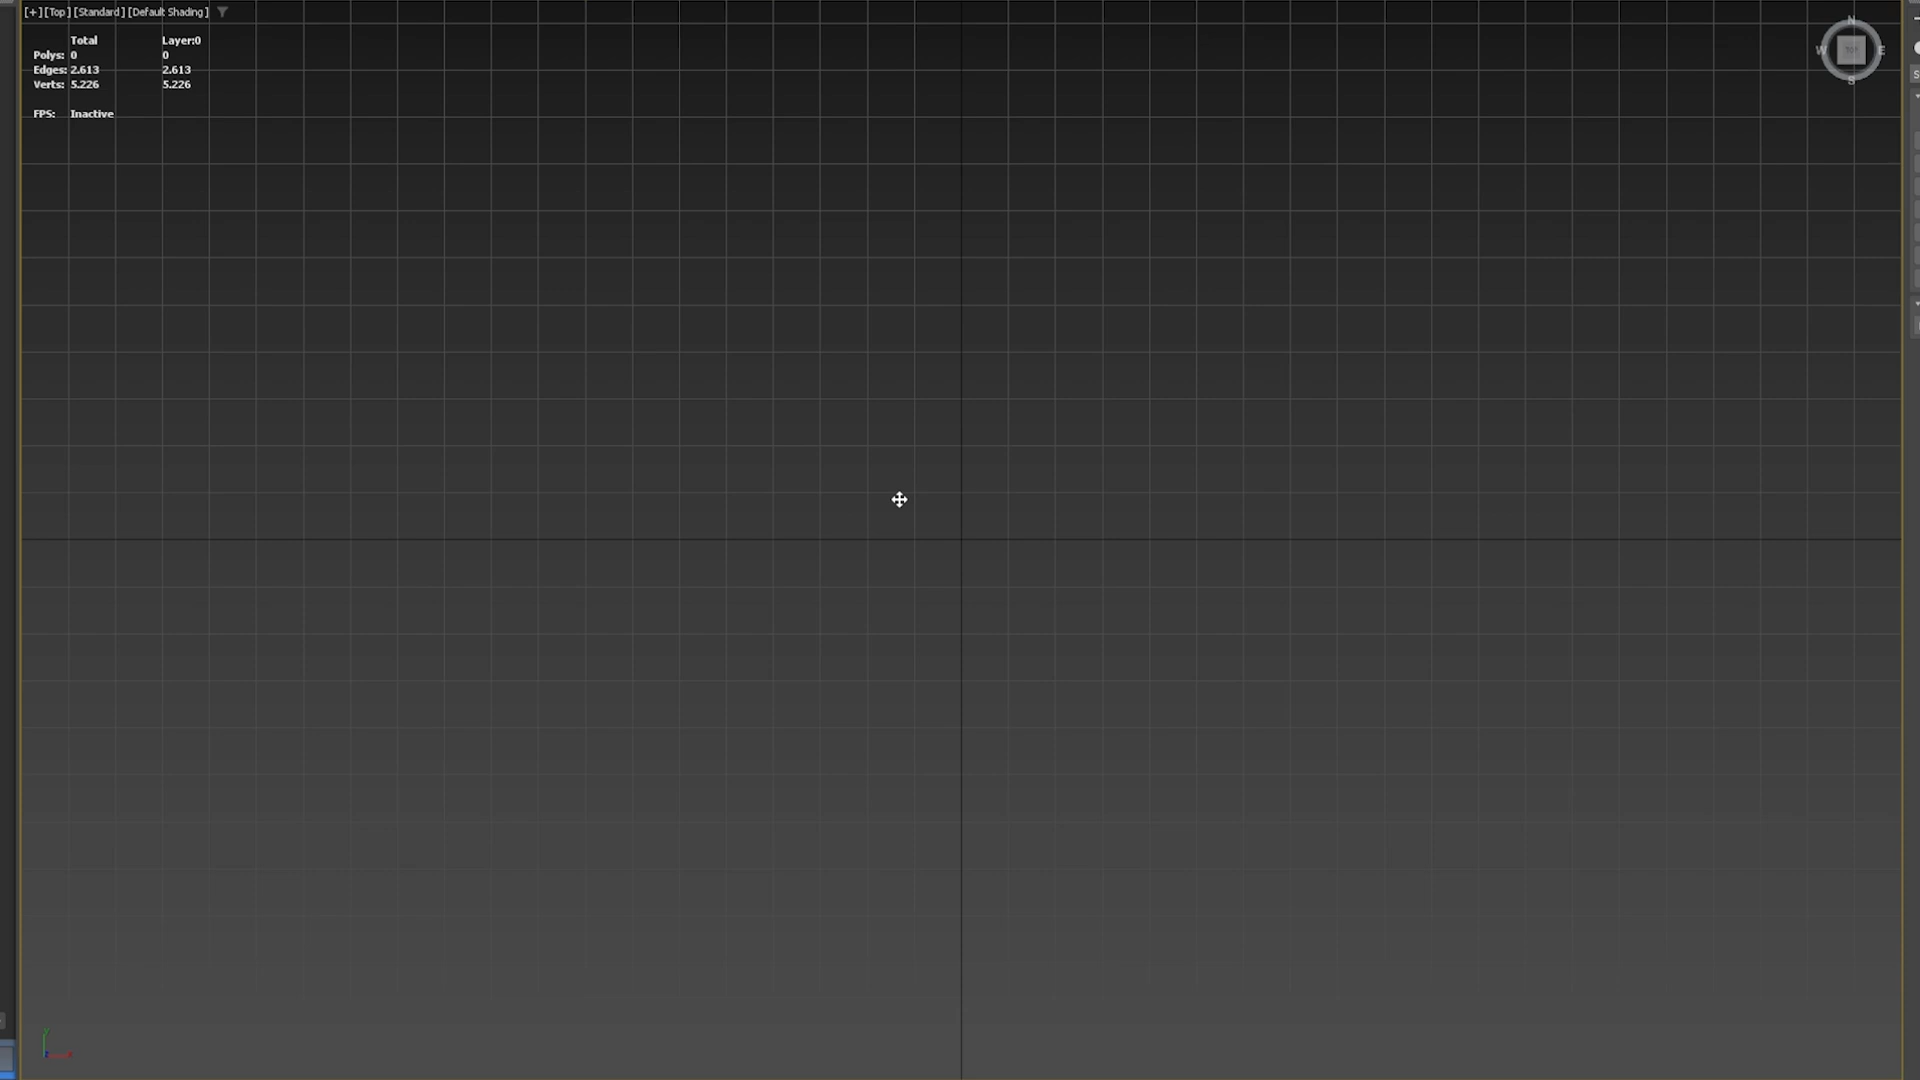 [+] [Top] [Standard] [Default Shading]
Total Layer:0
Polys: 0 0
Edges: 2.613 2.613
Verts: 5.226 5.226
FPS: Inactive
N
W TOP E
S
S
y
x